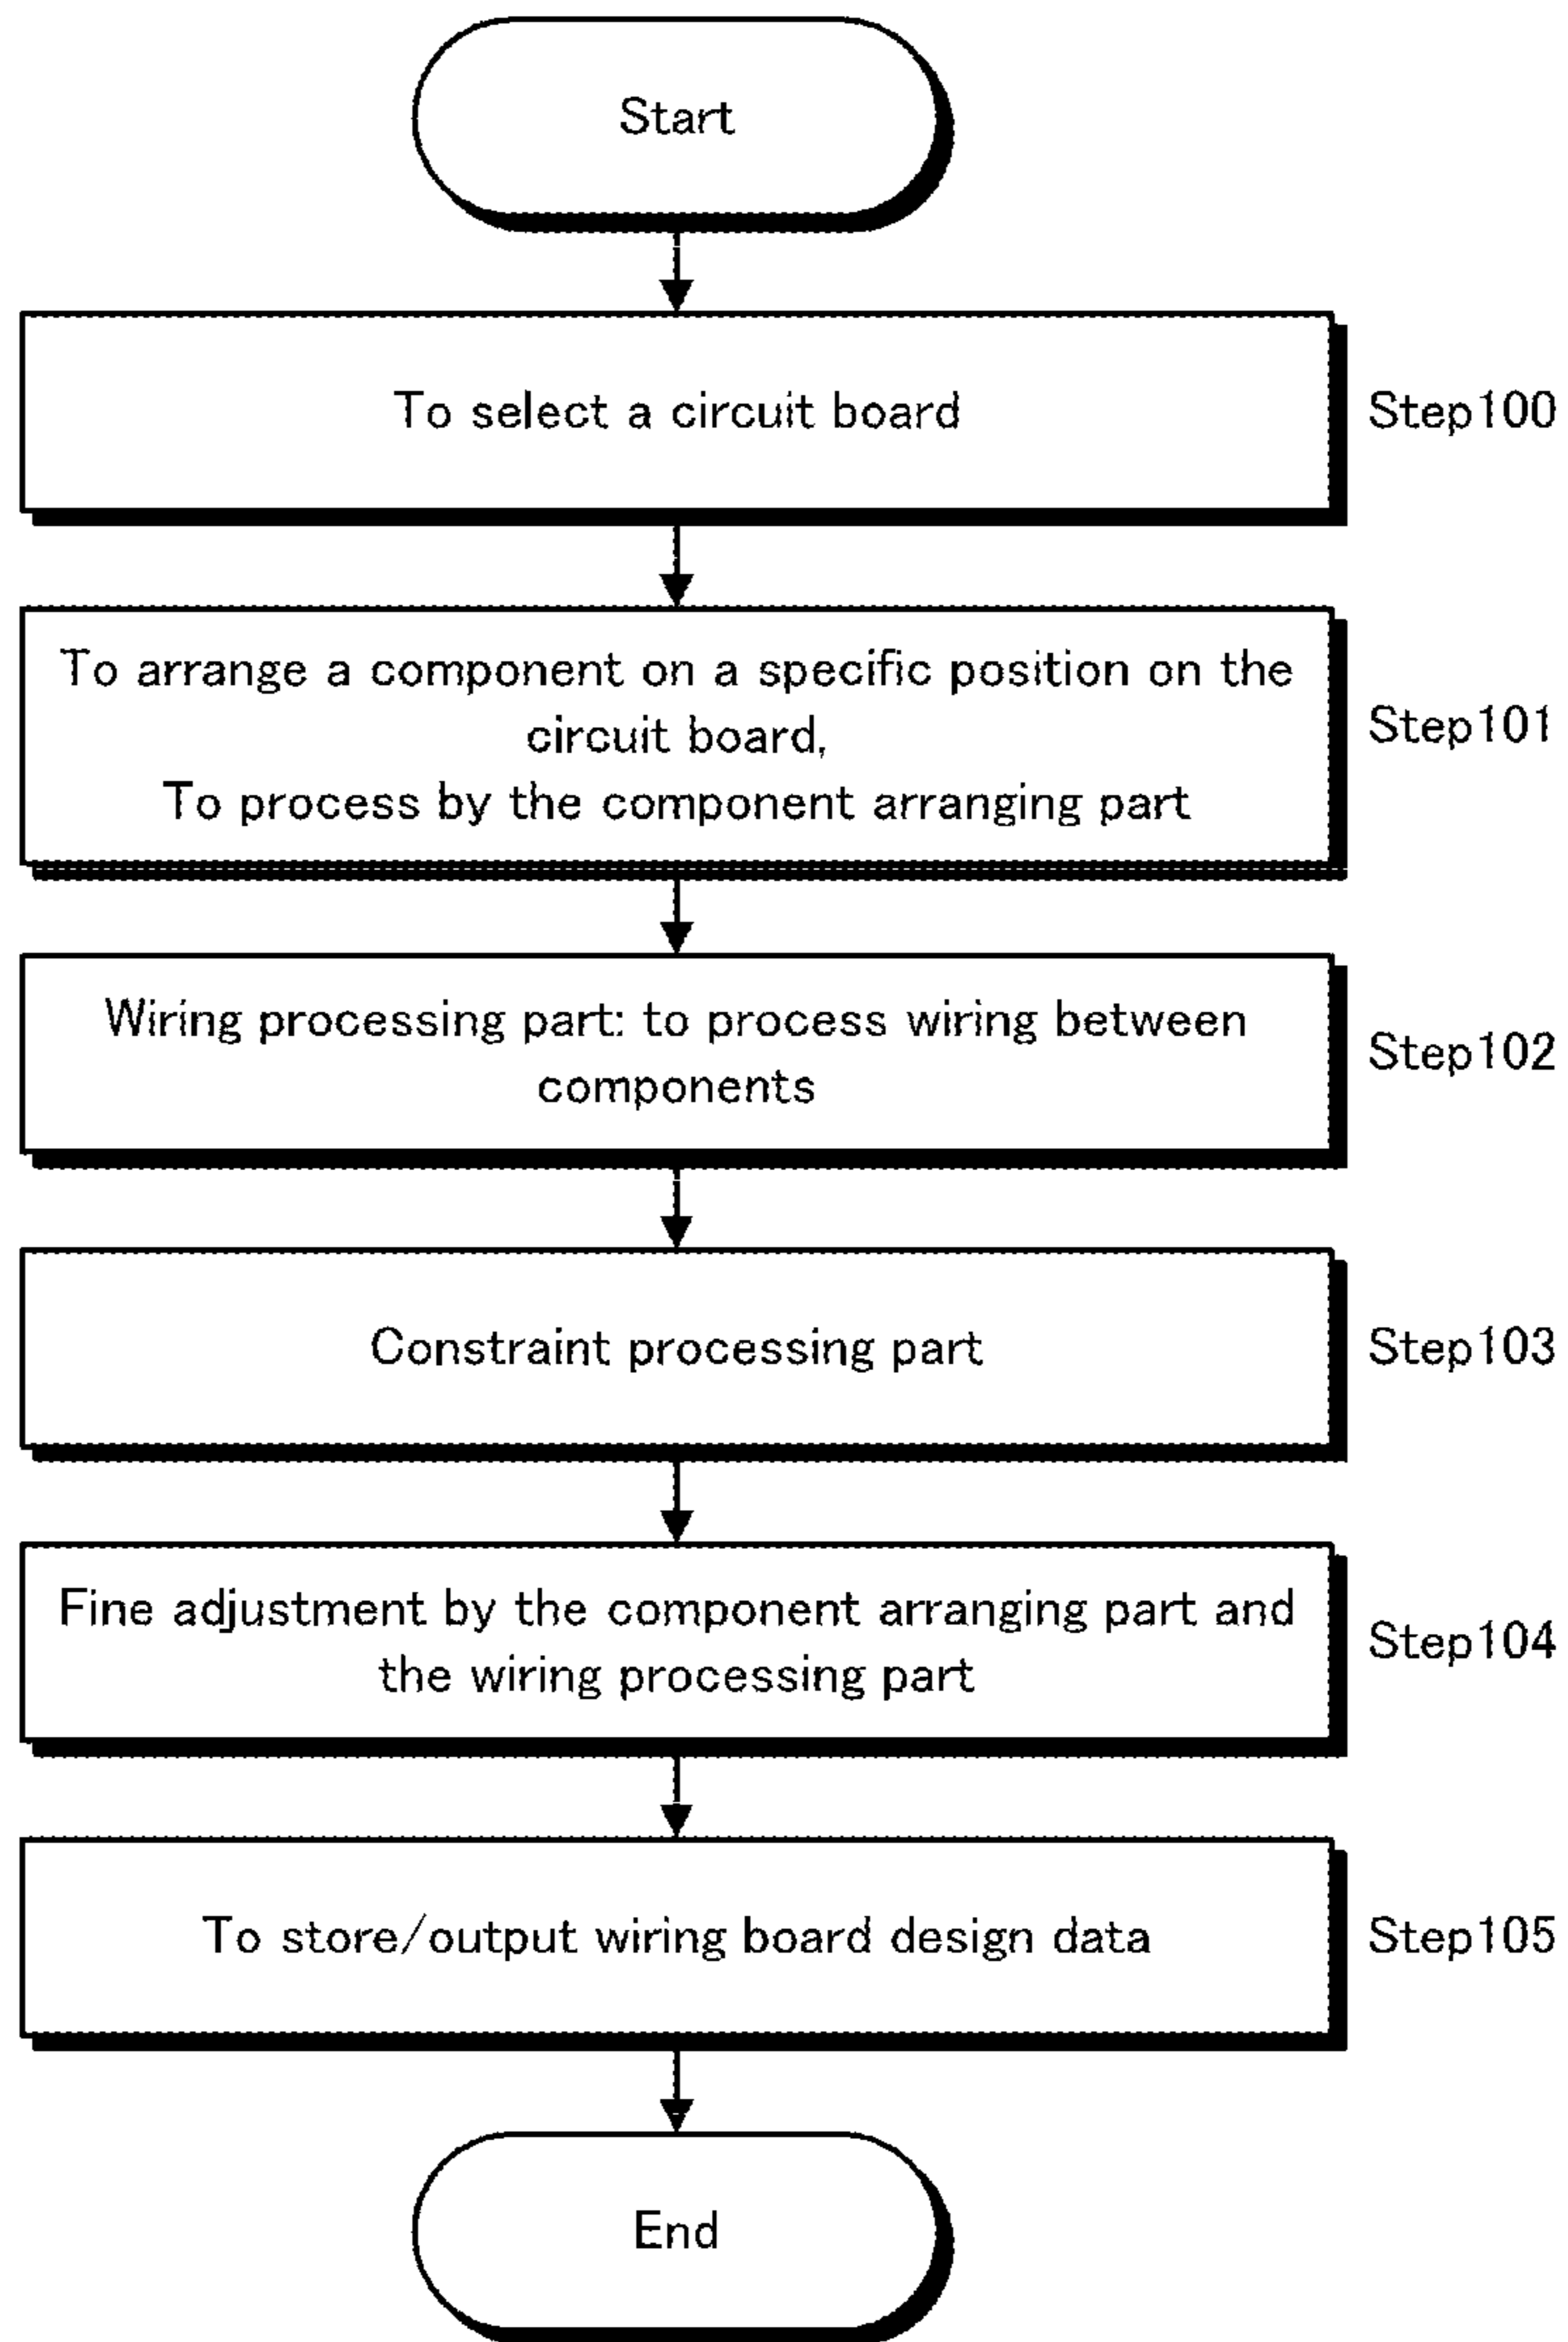 Start
To select a circuit board
Step100
To arrange a component on a specific position on the
circuit board,
To process by the component arranging part
Step101
Wiring processing part: to process wiring between
components
Step102
Constraint processing part
Step103
Fine adjustment by the component arranging part and
the wiring processing part
Step104
To store/output wiring board design data
Step105
End